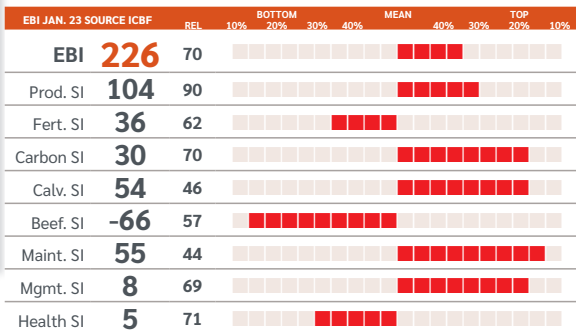 BOTTOM MEAN TOP
EBI JAN. 23 SOURCE ICBF REL 10% 20% 30% 40% 40% 30% 20% 10%
EBI 226 70
Prod. SI 104 90
Fert. SI 36 62
Carbon SI 30 70
Calv. SI 54 46
Beef. SI -66 57
Maint. SI 55 44
Mgmt. SI 8 69
Health SI 5 71